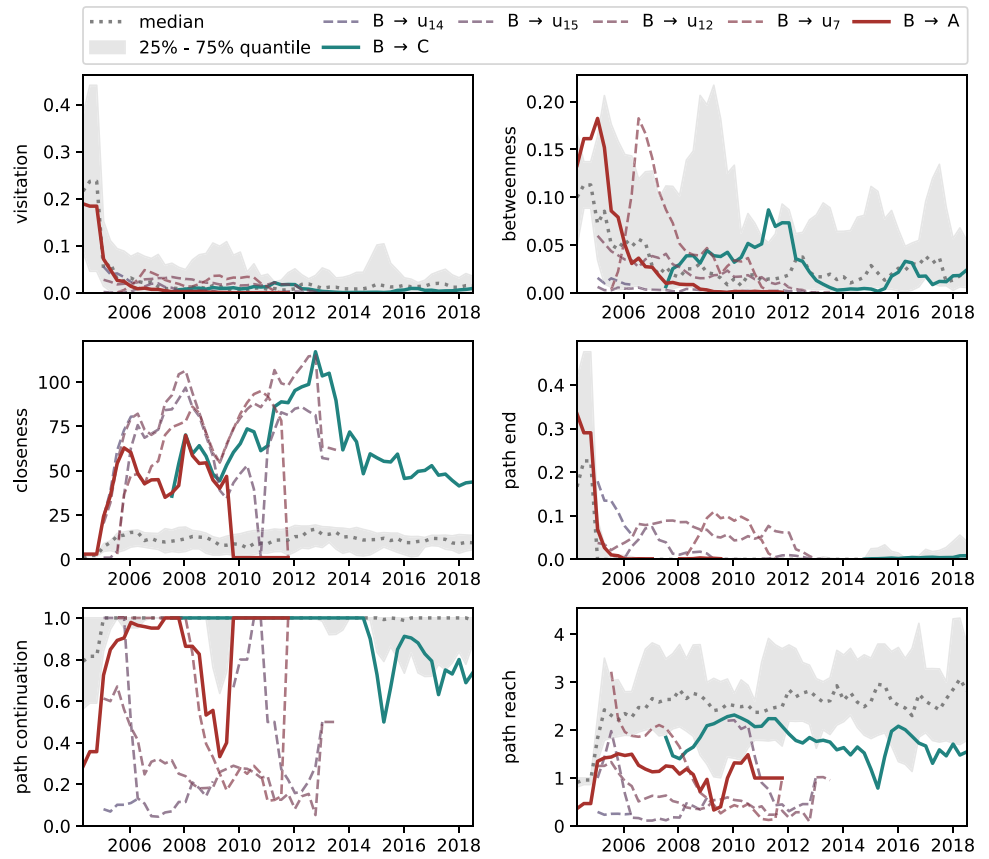 median B → u₁₄ B → u₁₅ B → u₁₂ B → u₇ B → A
25% - 75% quantile B → C
visitation
0.4
0.3
0.2
0.1
0.0
2006 2008 2010 2012 2014 2016 2018
betweenness
0.20
0.15
0.10
0.05
0.00
2006 2008 2010 2012 2014 2016 2018
closeness
100
75
50
25
0
2006 2008 2010 2012 2014 2016 2018
path end
0.4
0.3
0.2
0.1
0.0
2006 2008 2010 2012 2014 2016 2018
path continuation
1.0
0.8
0.6
0.4
0.2
0.0
2006 2008 2010 2012 2014 2016 2018
path reach
4
3
2
1
0
2006 2008 2010 2012 2014 2016 2018